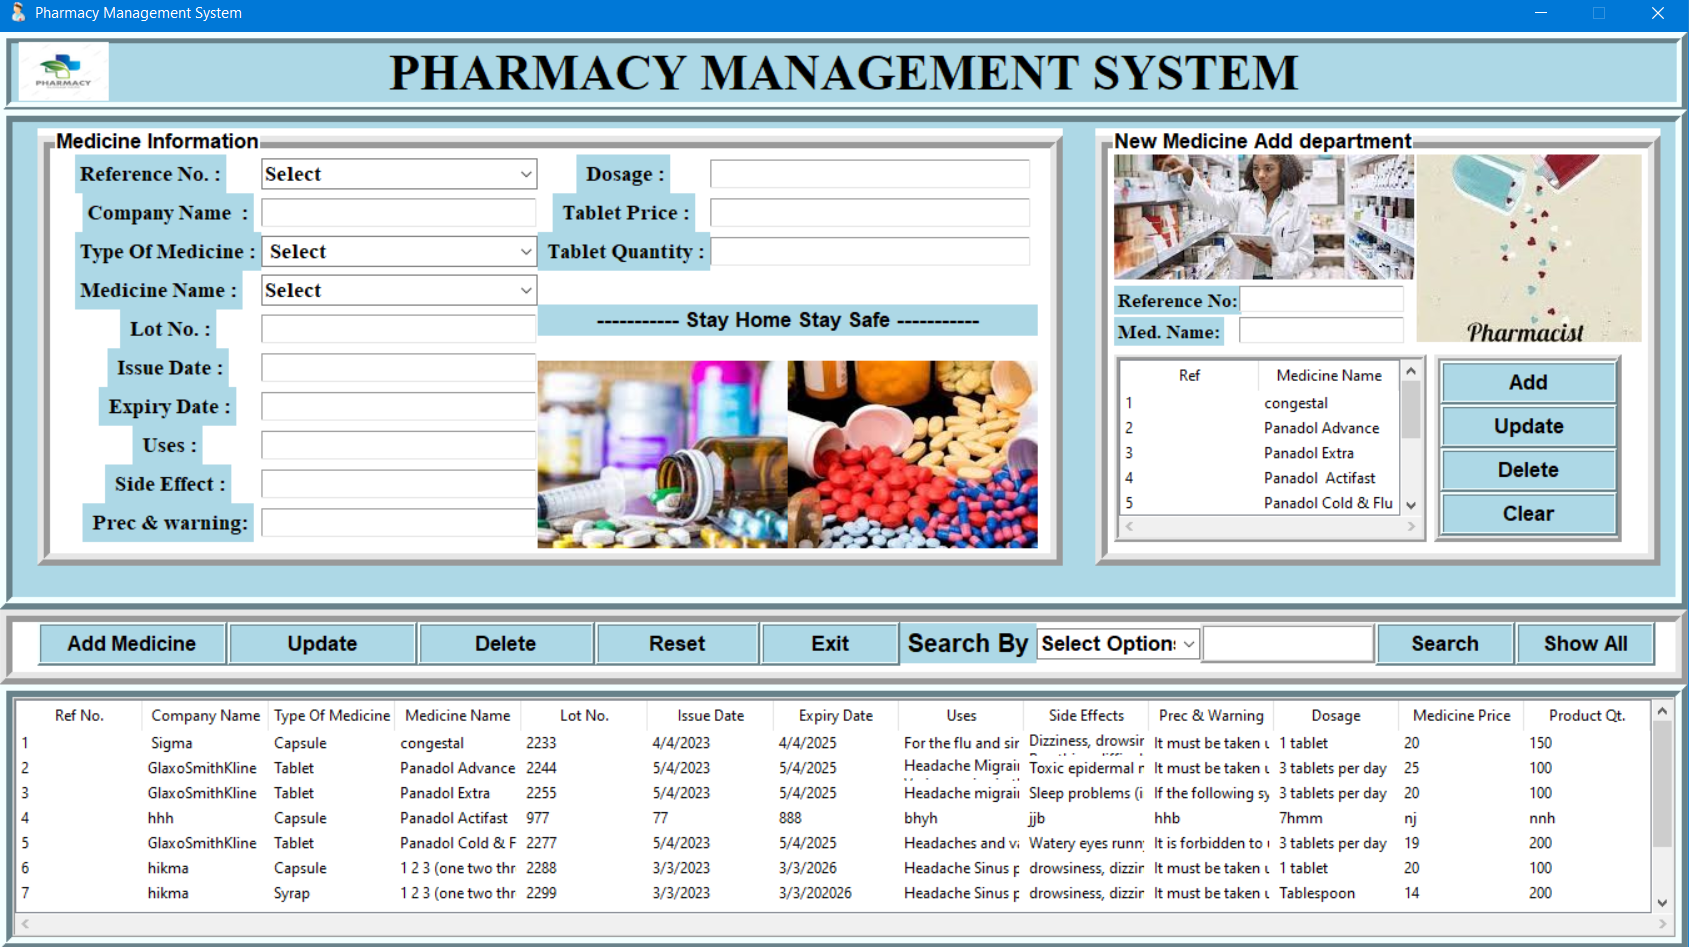 Pharmacy Management System
PHARMACY
PHARMACY MANAGEMENT SYSTEM
Medicine Information
Reference No. : Select Dosage :
Company Name : Tablet Price :
Type Of Medicine : Select Tablet Quantity :
Medicine Name : Select
Lot No. :
Issue Date :
Expiry Date :
Uses :
Side Effect :
Prec & warning:
----------- Stay Home Stay Safe -----------
New Medicine Add department
Pharmacist
Reference No:
Med. Name:
Ref Medicine Name
1 congestal
2 Panadol Advance
3 Panadol Extra
4 Panadol Actifast
5 Panadol Cold & Flu
Add
Update
Delete
Clear
Add Medicine Update Delete Reset Exit Search By Select Option: Search Show All
Ref No. Company Name Type Of Medicine Medicine Name Lot No. Issue Date Expiry Date Uses Side Effects Prec & Warning Dosage Medicine Price Product Qt.
1 Sigma Capsule congestal 2233 4/4/2023 4/4/2025 For the flu and sir Dizziness, drowsir It must be taken u 1 tablet 20 150
2 GlaxoSmithKline Tablet Panadol Advance 2244 5/4/2023 5/4/2025 Headache Migrai Toxic epidermal n It must be taken u 3 tablets per day 25 100
3 GlaxoSmithKline Tablet Panadol Extra 2255 5/4/2023 5/4/2025 Headache migrai Sleep problems (i If the following sy 3 tablets per day 20 100
4 hhh Capsule Panadol Actifast 977 77 888 bhyh jjb hhb 7hmm nj nnh
5 GlaxoSmithKline Tablet Panadol Cold & F 2277 5/4/2023 5/4/2025 Headaches and va Watery eyes runny It is forbidden to 3 tablets per day 19 200
6 hikma Capsule 1 2 3 (one two thr 2288 3/3/2023 3/3/2026 Headache Sinus p drowsiness, dizzir It must be taken u 1 tablet 20 100
7 hikma Syrap 1 2 3 (one two thr 2299 3/3/2023 3/3/202026 Headache Sinus p drowsiness, dizzir It must be taken u Tablespoon 14 200